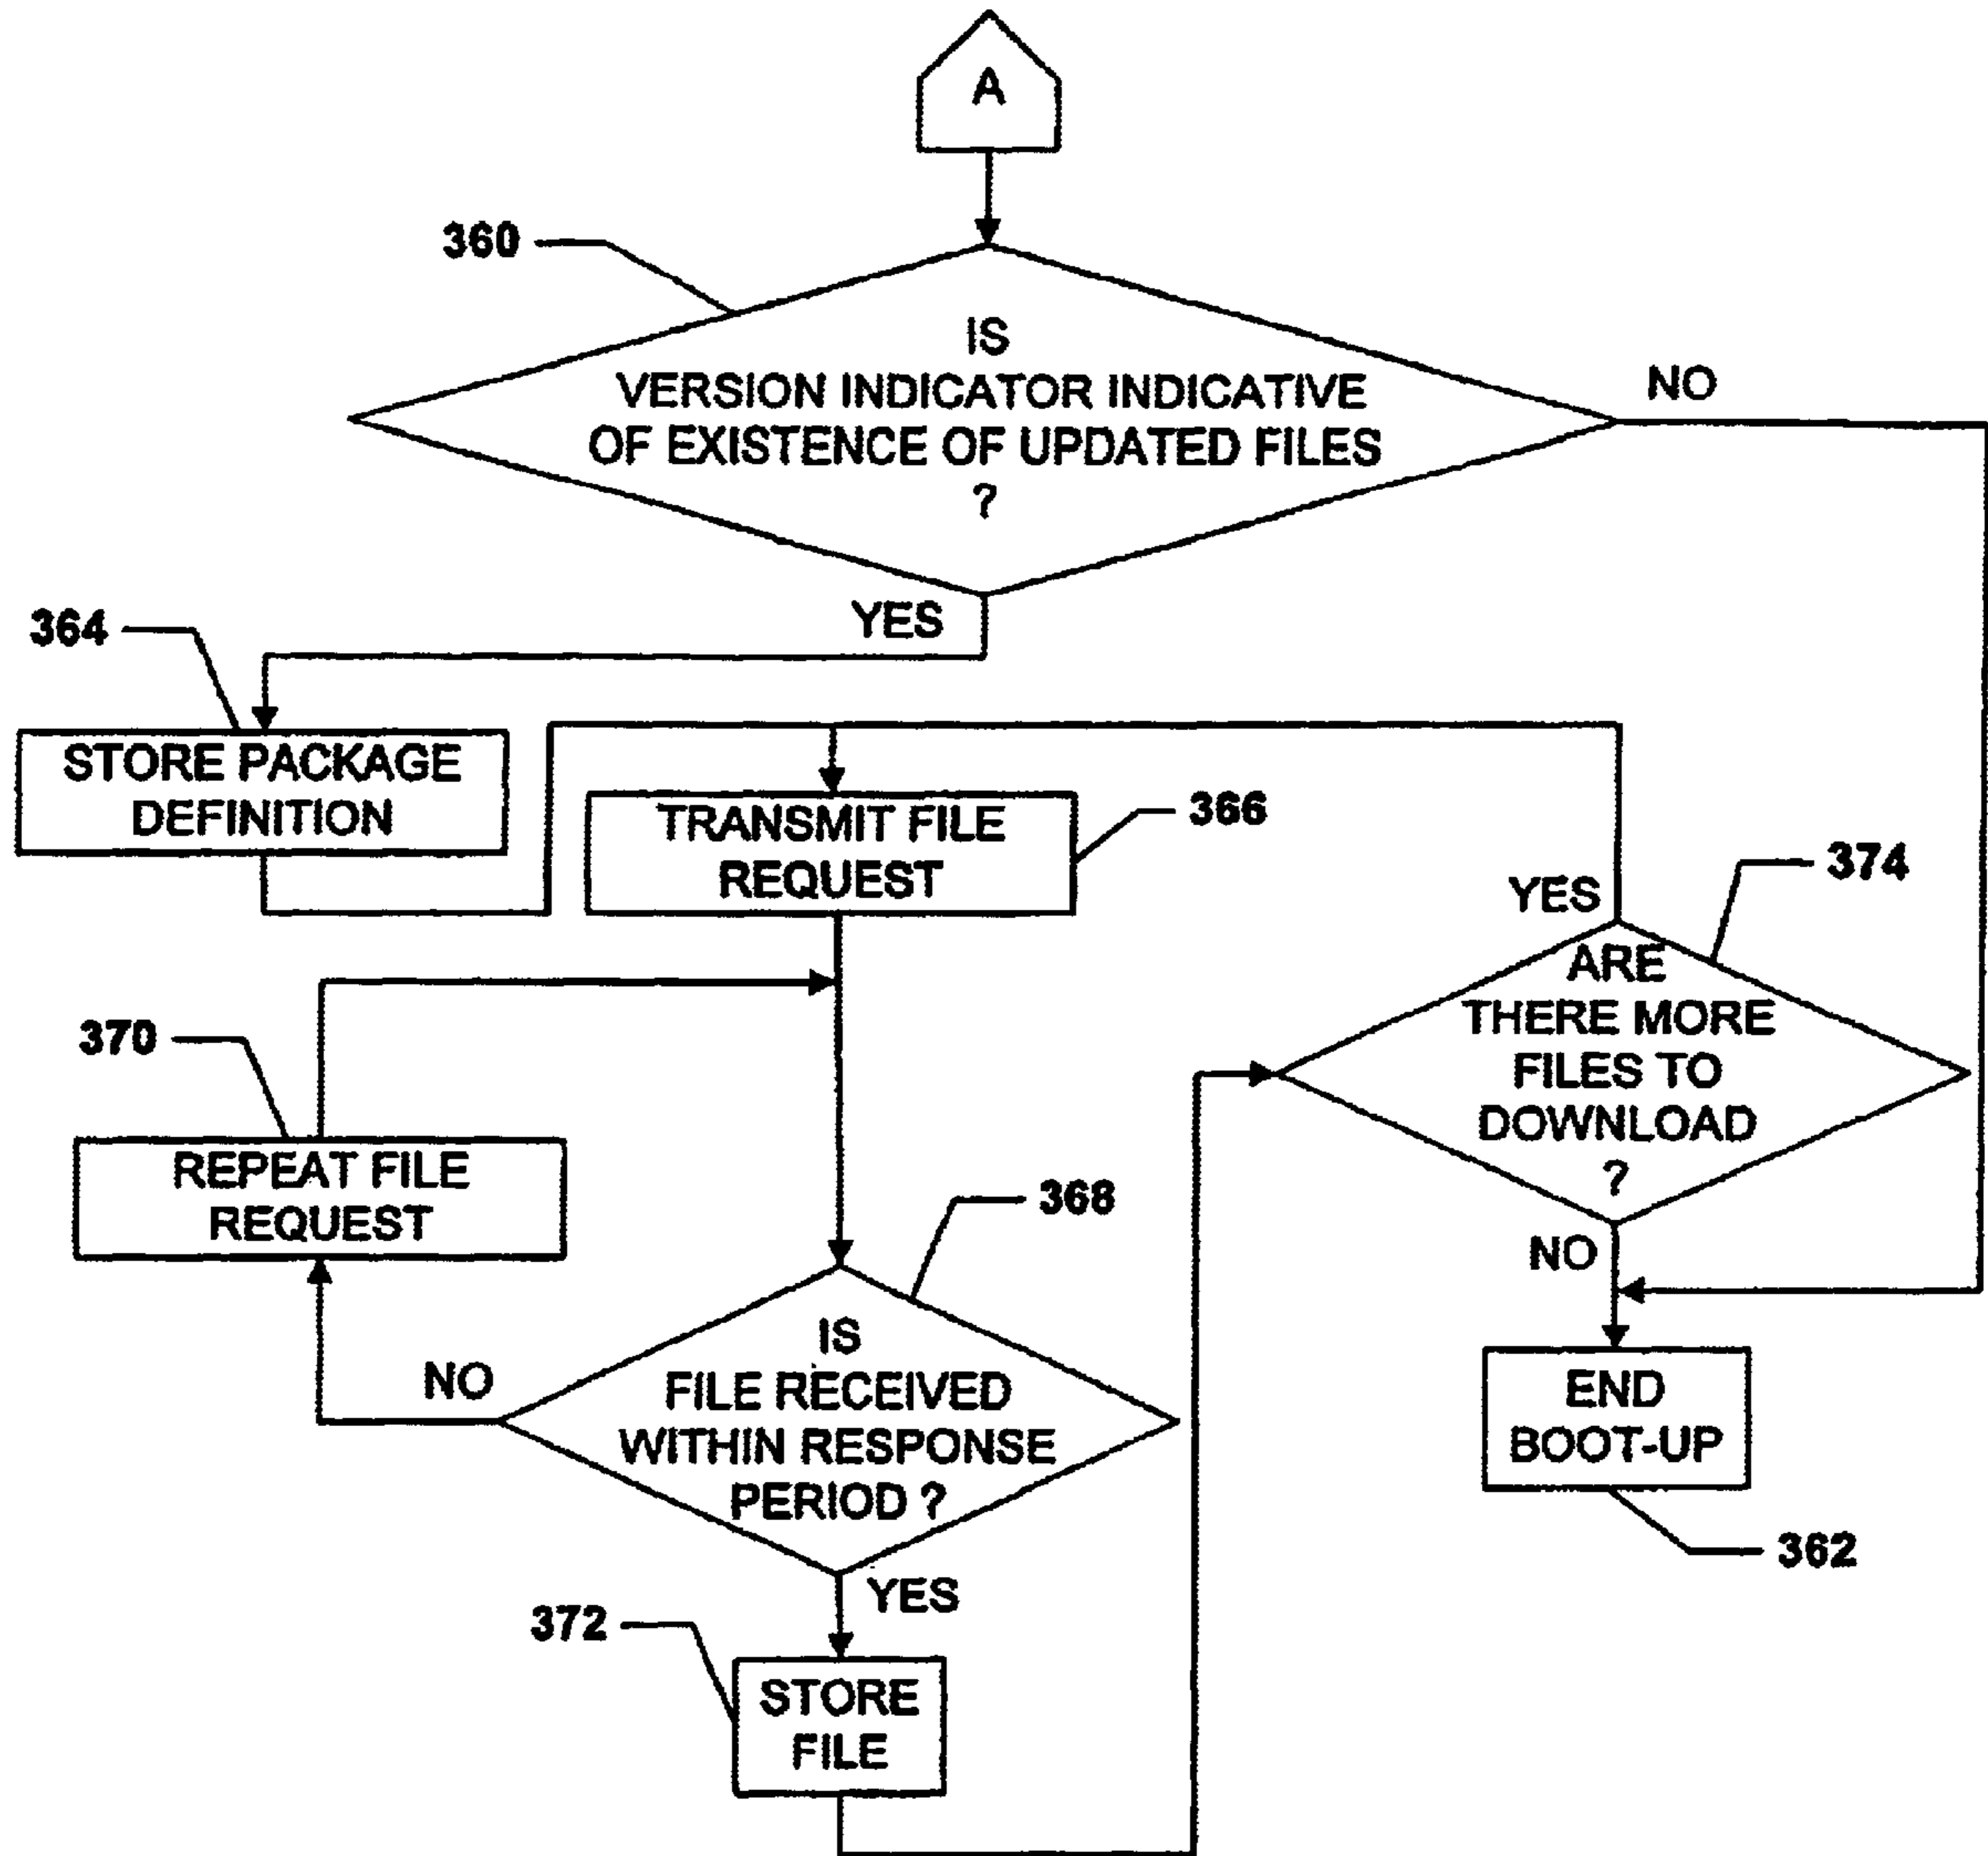 A
360
IS
VERSION INDICATOR INDICATIVE
OF EXISTENCE OF UPDATED FILES
?
NO
YES
364
STORE PACKAGE
DEFINITION
TRANSMIT FILE
REQUEST
366
374
YES
ARE
THERE MORE
FILES TO
DOWNLOAD
?
NO
370
REPEAT FILE
REQUEST
368
IS
FILE RECEIVED
WITHIN RESPONSE
PERIOD ?
NO
YES
END
BOOT-UP
362
372
STORE
FILE